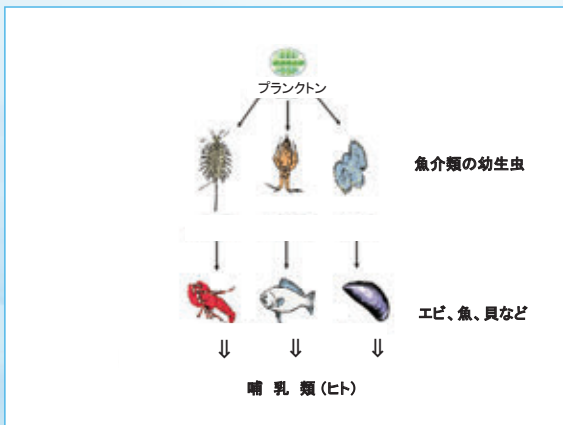 プランクトン
魚介類の幼生虫
エビ、魚、貝など
⇓ ⇓ ⇓
哺 乳 類 (ヒト)